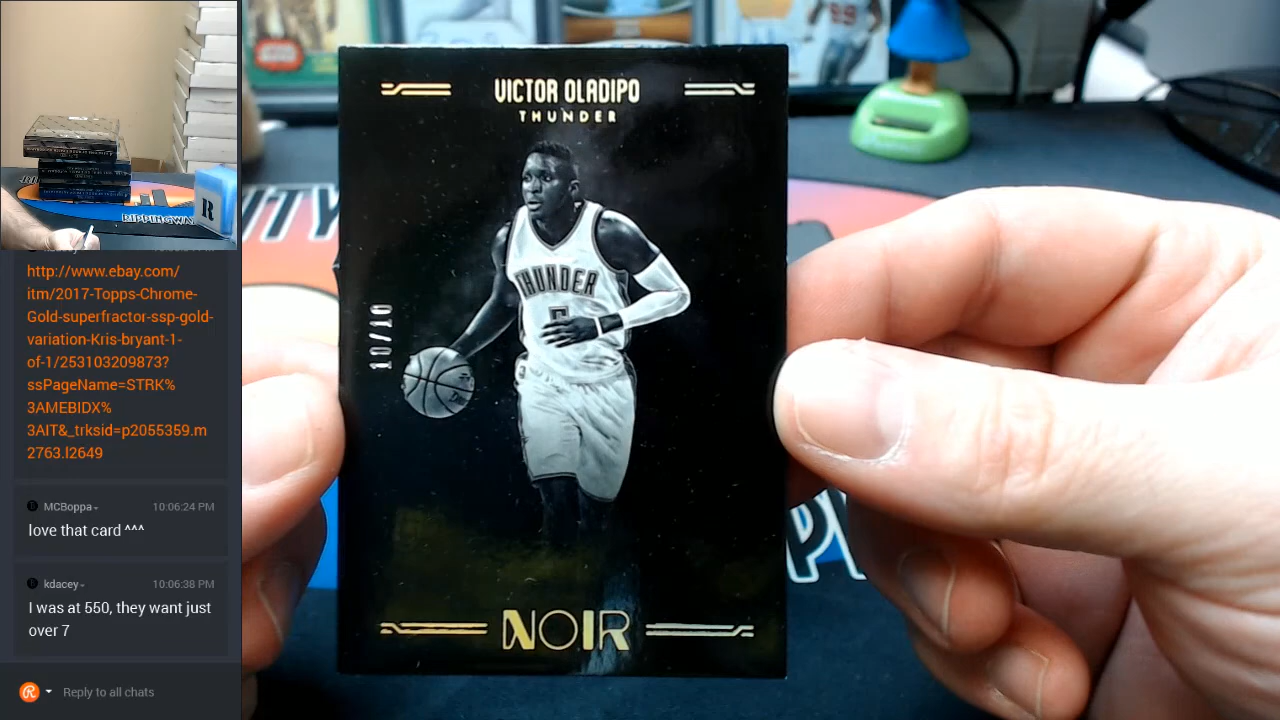 VICTOR OLADIPO
THUNDER
THUNDER
10/10
NOIR
R
http://www.ebay.com/
itm/2017-Topps-Chrome-
Gold-superfractor-ssp-gold-
variation-Kris-bryant-1-
of-1/253103209873?
ssPageName=STRK%
3AMEBIDX%
3AIT&_trksid=p2055359.m
2763.l2649
MCBoppa
10:06:24 PM
love that card ^^^
kdacey
10:06:38 PM
I was at 550, they want just
over 7
R
Reply to all chats